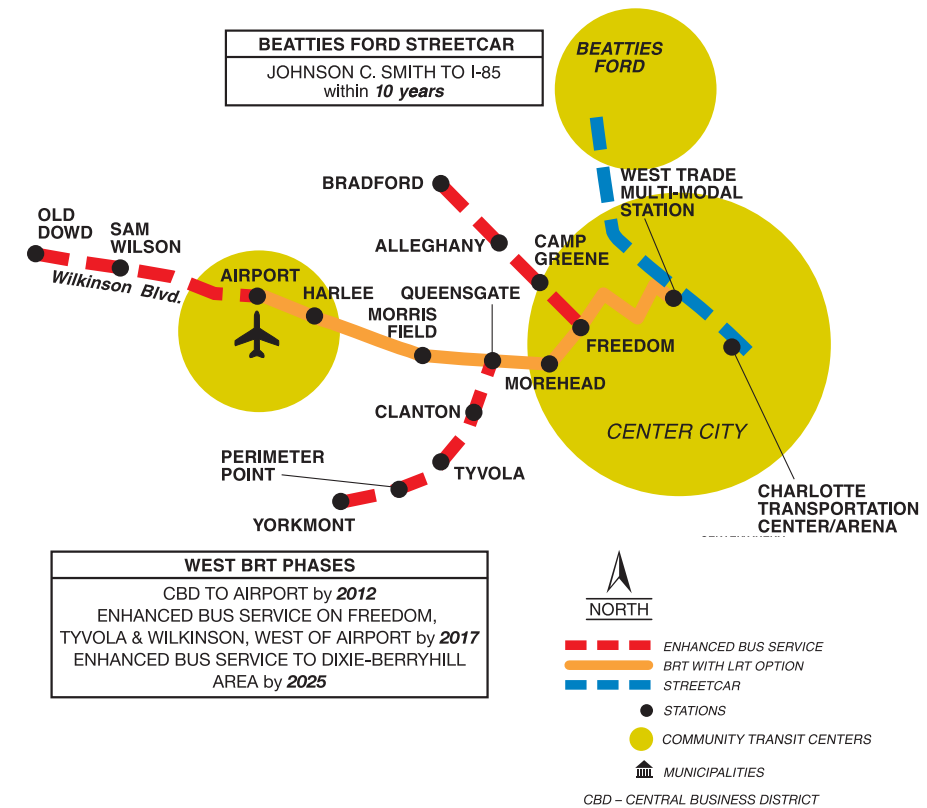 BEATTIES FORD STREETCAR
JOHNSON C. SMITH TO I-85
within 10 years
BEATTIES
FORD
WEST TRADE
MULTI-MODAL
STATION
BRADFORD
ALLEGHANY
CAMP
GREENE
OLD
DOWD
SAM
WILSON
Wilkinson Blvd.
AIRPORT
HARLEE
QUEENSGATE
MORRIS
FIELD
FREEDOM
MOREHEAD
CLANTON
CENTER CITY
PERIMETER
POINT
TYVOLA
YORKMONT
CHARLOTTE
TRANSPORTATION
CENTER/ARENA
WEST BRT PHASES
CBD TO AIRPORT by 2012
ENHANCED BUS SERVICE ON FREEDOM,
TYVOLA & WILKINSON, WEST OF AIRPORT by 2017
ENHANCED BUS SERVICE TO DIXIE-BERRYHILL
AREA by 2025
NORTH
ENHANCED BUS SERVICE
BRT WITH LRT OPTION
STREETCAR
STATIONS
COMMUNITY TRANSIT CENTERS
MUNICIPALITIES
CBD – CENTRAL BUSINESS DISTRICT